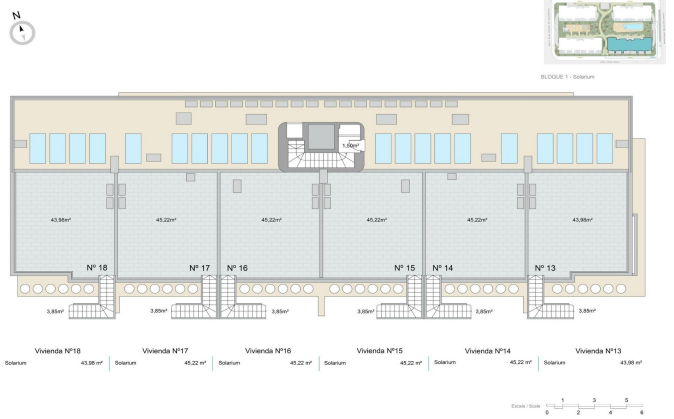 N
BLOQUE 1 - Solarium
1,60m²
43,98m²
45,22m²
45,22m²
45,22m²
45,22m²
43,98m²
Nº 18
Nº 17
Nº 16
Nº 15
Nº 14
Nº 13
3,85m²
3,85m²
3,85m²
3,85m²
3,85m²
3,85m²
Vivienda Nº18
Vivienda Nº17
Vivienda Nº16
Vivienda Nº15
Vivienda Nº14
Vivienda Nº13
Solarium 43,98 m²
Solarium 45,22 m²
Solarium 45,22 m²
Solarium 45,22 m²
Solarium 45,22 m²
Solarium 43,98 m²
Escala / Scale
1 3 5
0 2 4 6